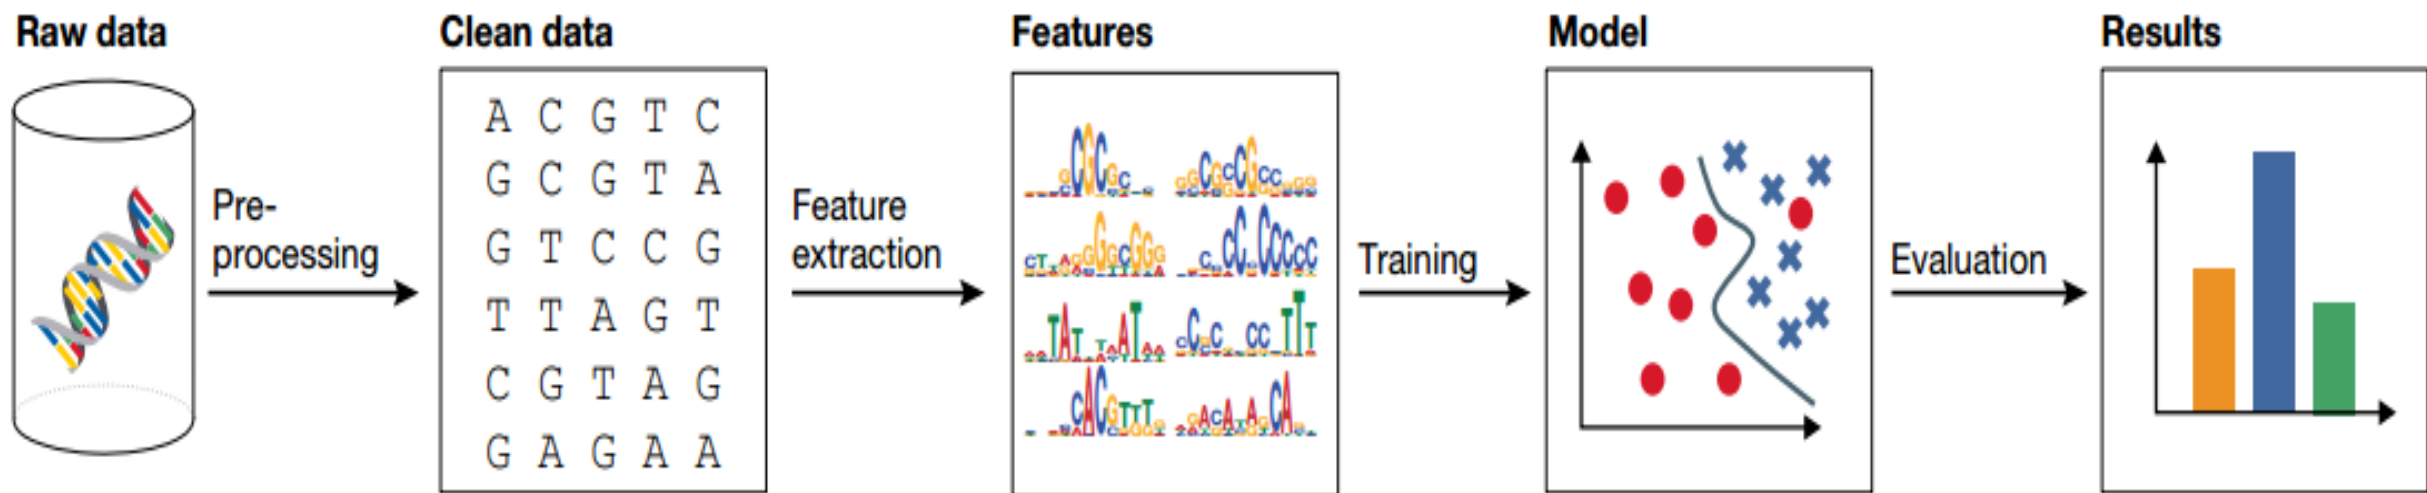 Raw data
Clean data
Features
Model
Results
Pre-
processing
A C G T C
G C G T A
G T C C G
T T A G T
C G T A G
G A G A A
Feature
extraction
Training
Evaluation